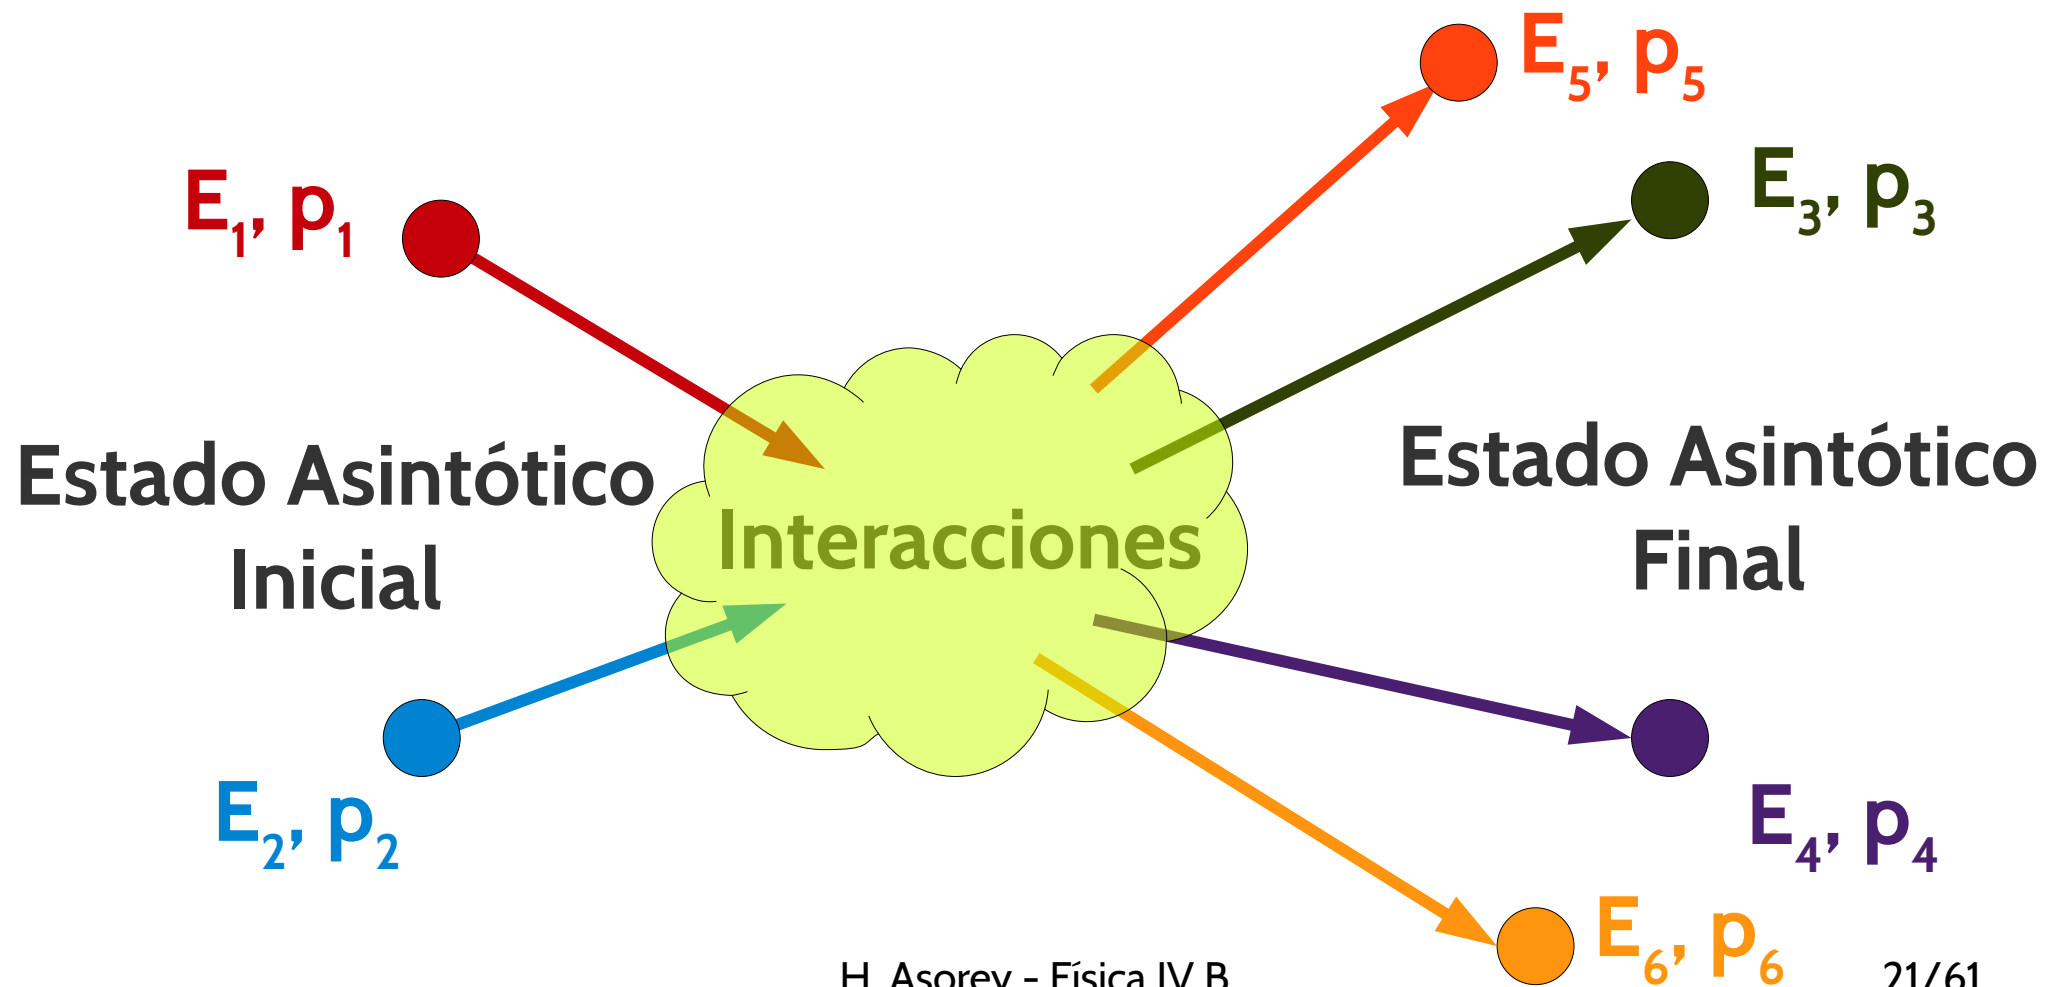 E₅, p₅
E₃, p₃
E₁, p₁
Estado Asintótico
Inicial
Interacciones
Estado Asintótico
Final
E₂, p₂
E₄, p₄
E₆, p₆
H. Asorey - Física IV B
21/61